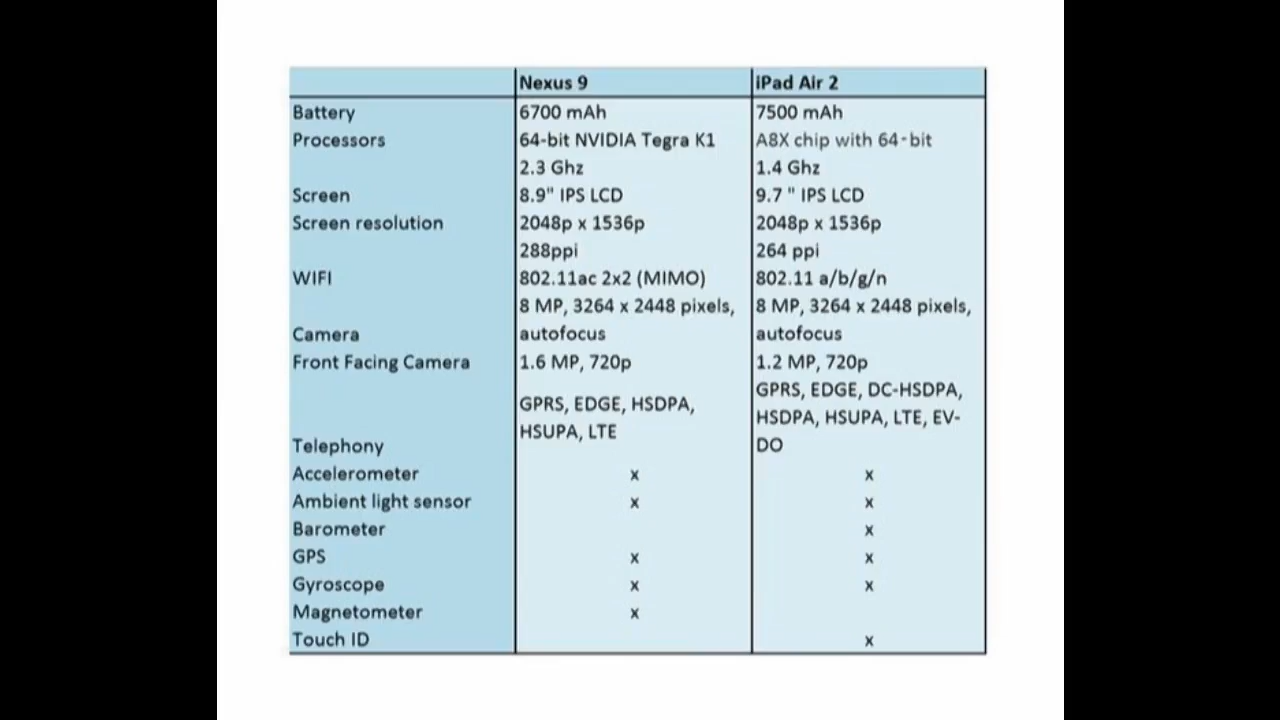 Nexus 9 iPad Air 2
Battery 6700 mAh 7500 mAh
Processors 64-bit NVIDIA Tegra K1 A8X chip with 64-bit
2.3 Ghz 1.4 Ghz
Screen 8.9" IPS LCD 9.7 " IPS LCD
Screen resolution 2048p x 1536p 2048p x 1536p
288ppi 264 ppi
WIFI 802.11ac 2x2 (MIMO) 802.11 a/b/g/n
8 MP, 3264 x 2448 pixels, 8 MP, 3264 x 2448 pixels,
Camera autofocus autofocus
Front Facing Camera 1.6 MP, 720p 1.2 MP, 720p
GPRS, EDGE, HSDPA, GPRS, EDGE, DC-HSDPA,
HSUPA, LTE HSDPA, HSUPA, LTE, EV-
Telephony DO
Accelerometer x x
Ambient light sensor x x
Barometer x
GPS x x
Gyroscope x x
Magnetometer x
Touch ID x